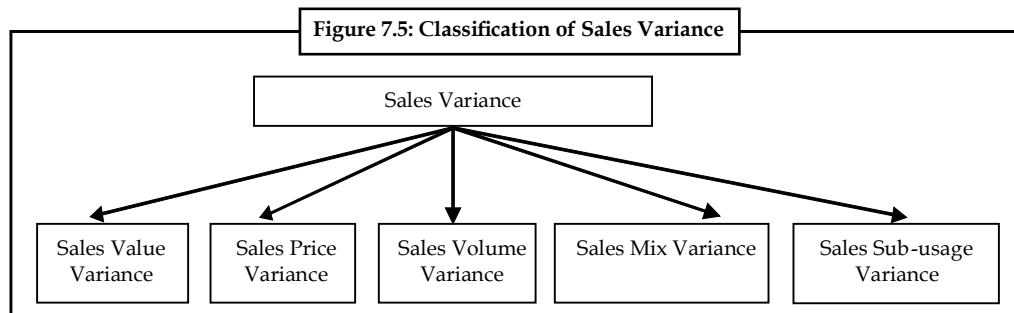 Figure 7.5: Classification of Sales Variance
Sales Variance
Sales Value
Variance
Sales Price
Variance
Sales Volume
Variance
Sales Mix Variance
Sales Sub-usage
Variance